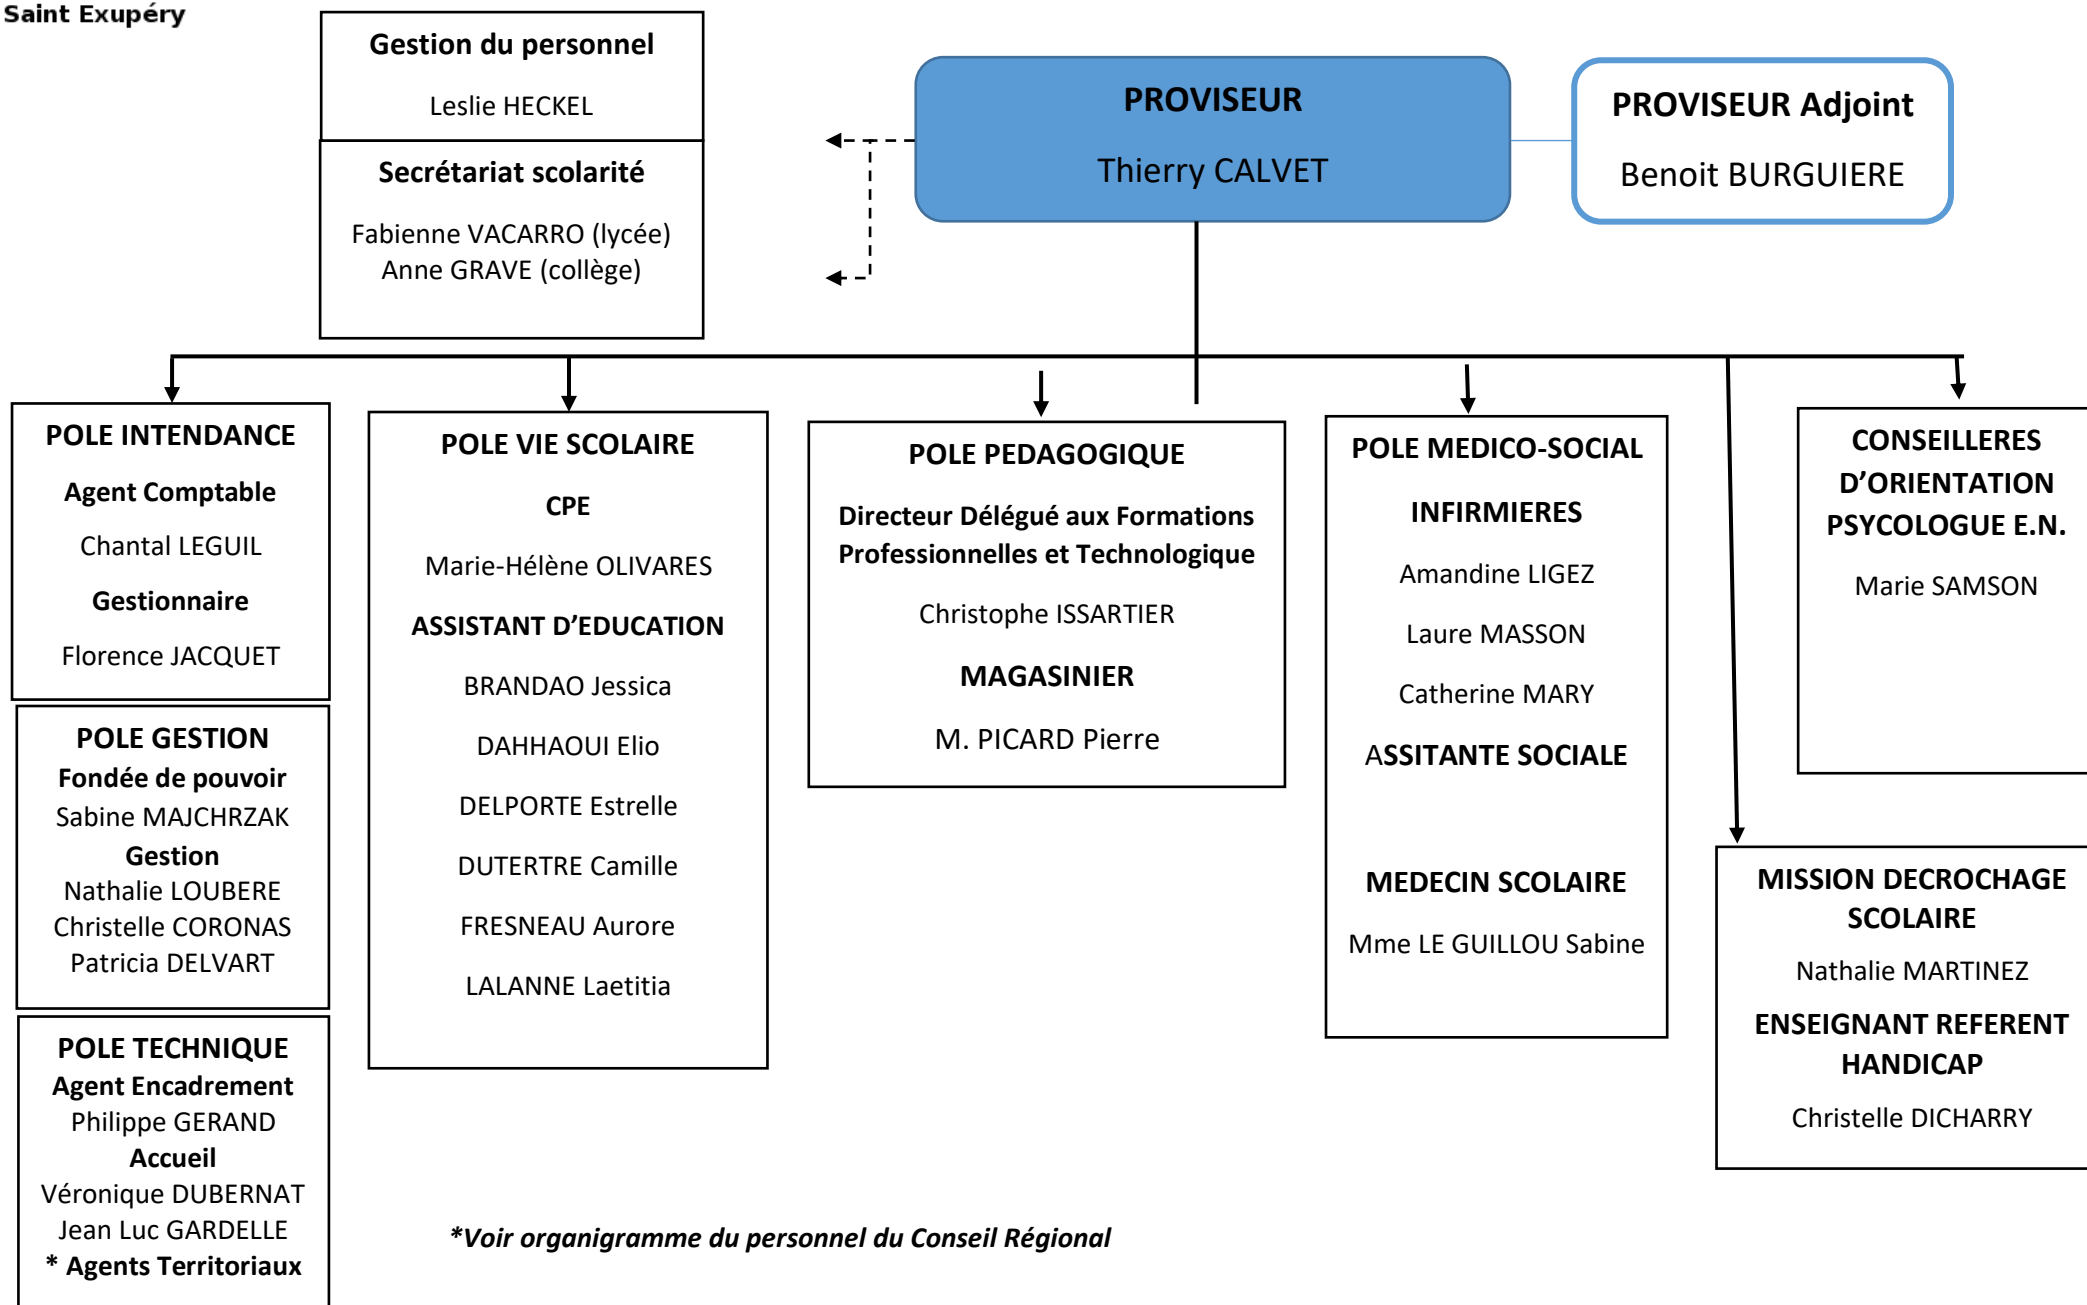 Saint Exupéry
Gestion du personnel
Leslie HECKEL
Secrétariat scolarité
Fabienne VACARRO (lycée)
Anne GRAVE (collège)
PROVISEUR
Thierry CALVET
PROVISEUR Adjoint
Benoit BURGUIERE
POLE INTENDANCE
Agent Comptable
Chantal LEGUIL
Gestionnaire
Florence JACQUET
POLE GESTION
Fondée de pouvoir
Sabine MAJCHRZAK
Gestion
Nathalie LOUBERE
Christelle CORONAS
Patricia DELVART
POLE TECHNIQUE
Agent Encadrement
Philippe GERAND
Accueil
Véronique DUBERNAT
Jean Luc GARDELLE
* Agents Territoriaux
POLE VIE SCOLAIRE
CPE
Marie-Hélène OLIVARES
ASSISTANT D’EDUCATION
BRANDAO Jessica
DAHHAOUI Elio
DELPORTE Estrelle
DUTERTRE Camille
FRESNEAU Aurore
LALANNE Laetitia
POLE PEDAGOGIQUE
Directeur Délégué aux Formations
Professionnelles et Technologique
Christophe ISSARTIER
MAGASINIER
M. PICARD Pierre
POLE MEDICO-SOCIAL
INFIRMIERES
Amandine LIGEZ
Laure MASSON
Catherine MARY
ASSITANTE SOCIALE
MEDECIN SCOLAIRE
Mme LE GUILLOU Sabine
CONSEILLERES
D’ORIENTATION
PSYCOLOGUE E.N.
Marie SAMSON
MISSION DECROCHAGE
SCOLAIRE
Nathalie MARTINEZ
ENSEIGNANT REFERENT
HANDICAP
Christelle DICHARRY
*Voir organigramme du personnel du Conseil Régional